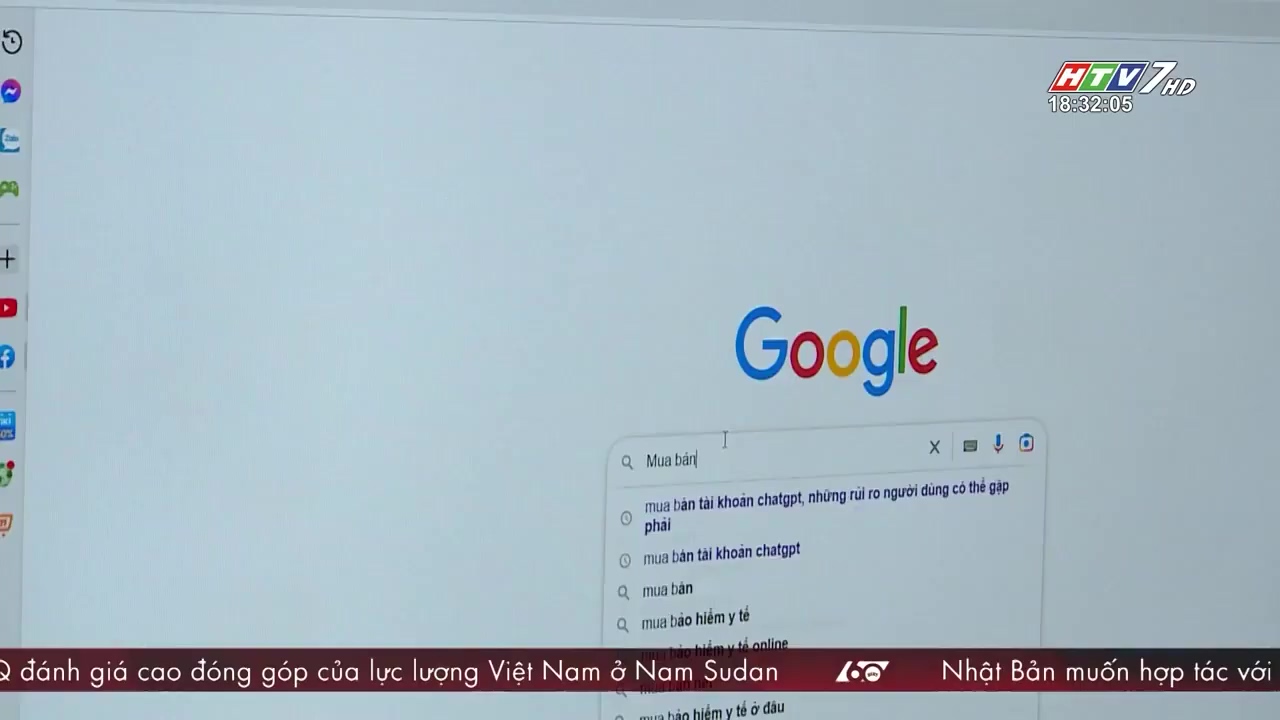 HTV7 HD
18:32:05
Google
Mua bán
mua bán tài khoản chatgpt, những rủi ro người dùng có thể gặp
phải
mua bán tài khoản chatgpt
mua bán
mua bảo hiểm y tế
mua bảo hiểm y tế online
mua bảo hiểm y tế ở đâu
Q đánh giá cao đóng góp của lực lượng Việt Nam ở Nam Sudan
60 giây
Nhật Bản muốn hợp tác với